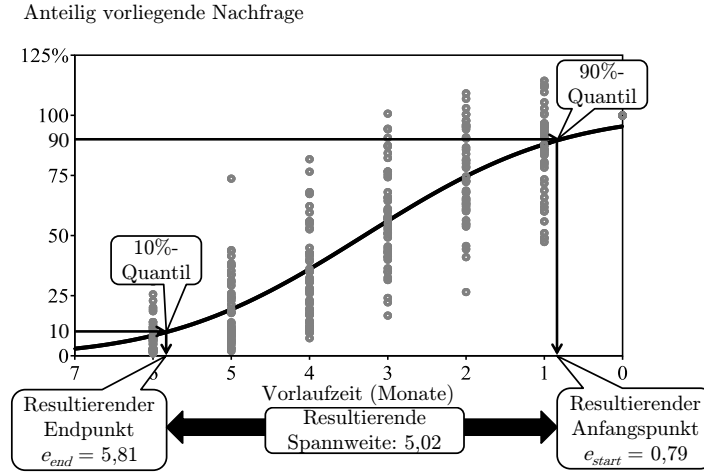 Anteilig vorliegende Nachfrage
125%
100
90
75
50
25
10
0
90%-
Quantil
10%-
Quantil
7
6
5
4
3
2
1
0
Vorlaufzeit (Monate)
Resultierender
Endpunkt
e_end = 5,81
Resultierende
Spannweite: 5,02
Resultierender
Anfangspunkt
e_start = 0,79